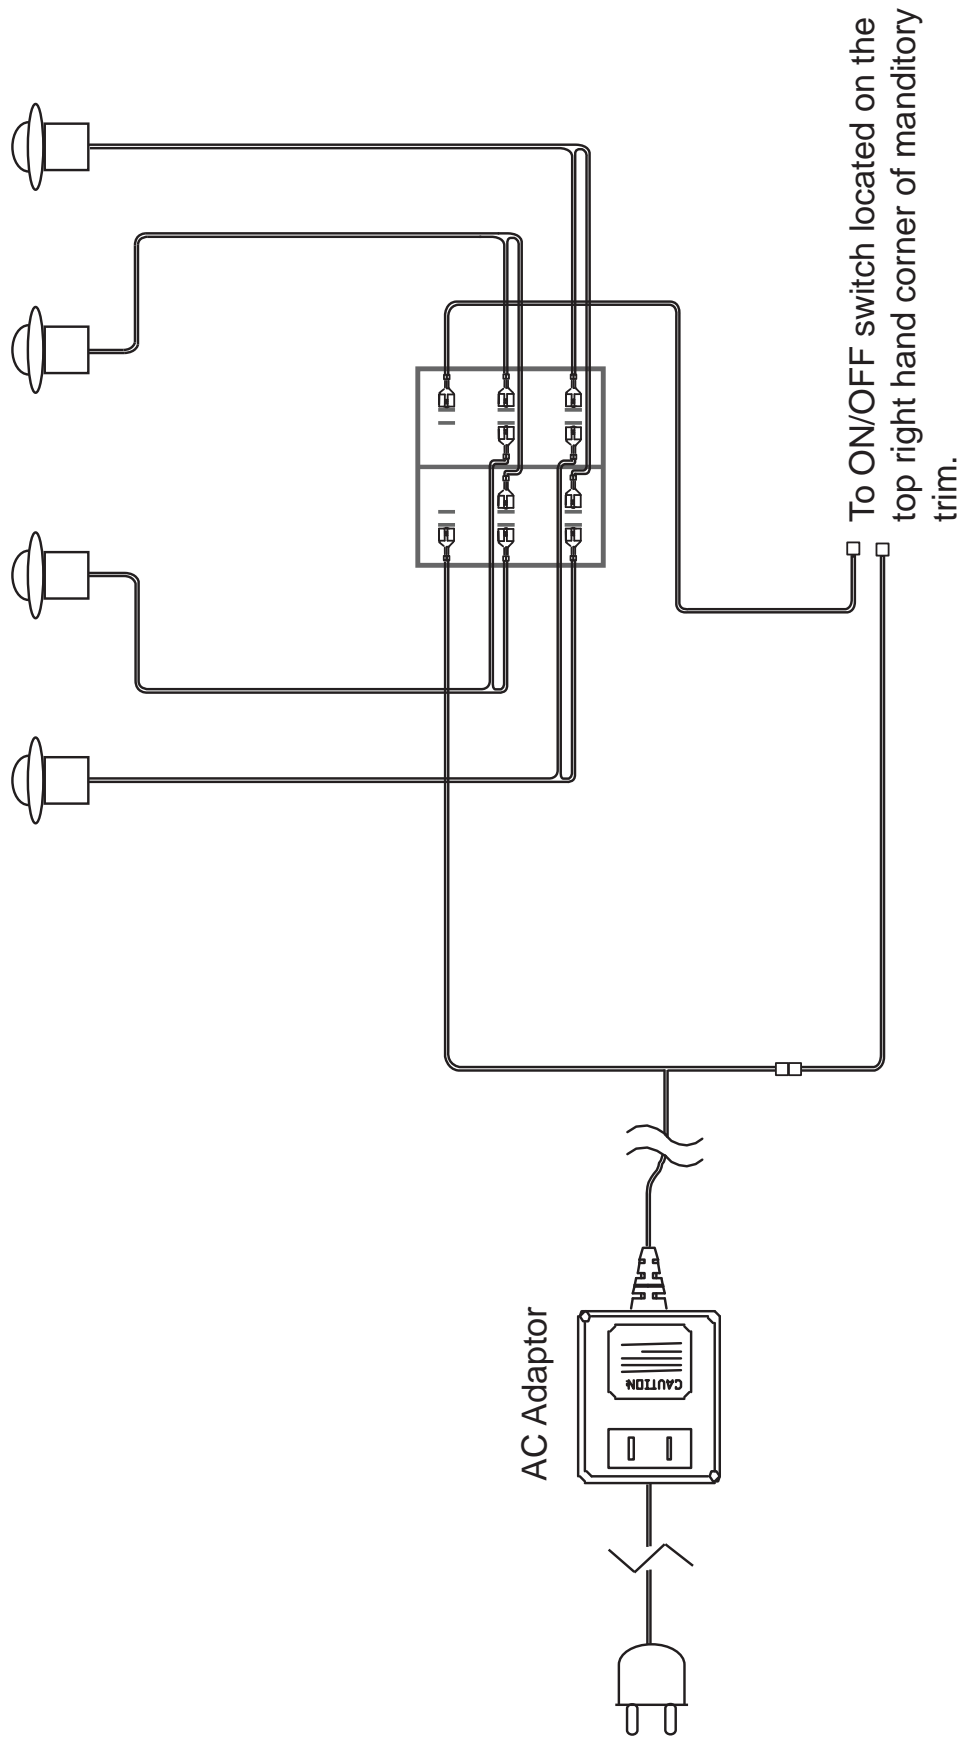 To ON/OFF switch located on the
top right hand corner of manditory
trim.
AC Adaptor
CAUTION